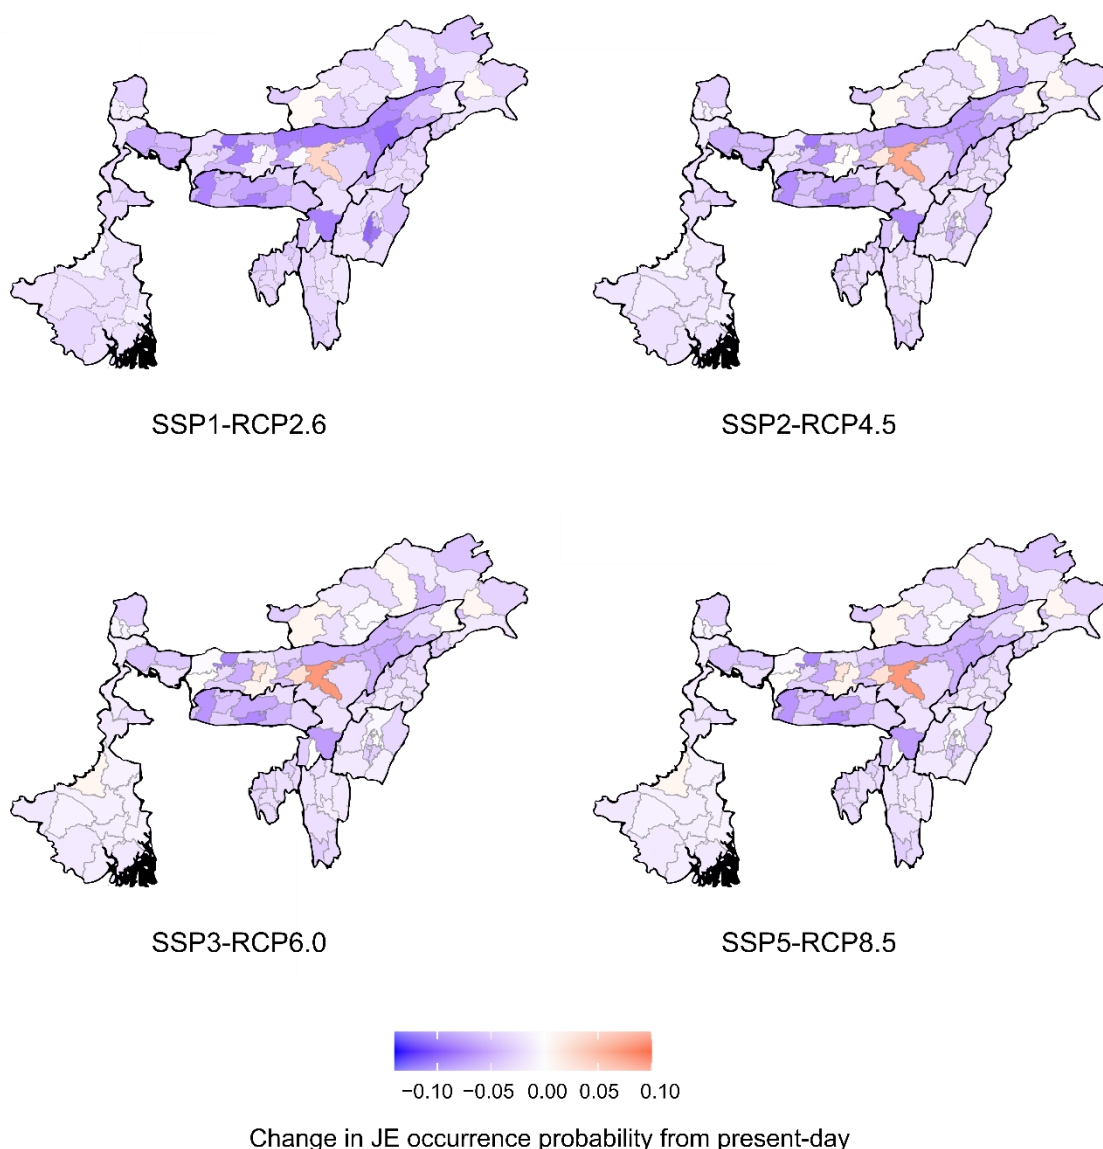 SSP1-RCP2.6
SSP2-RCP4.5
SSP3-RCP6.0
SSP5-RCP8.5
−0.10 −0.05 0.00 0.05 0.10
Change in JE occurrence probability from present-day